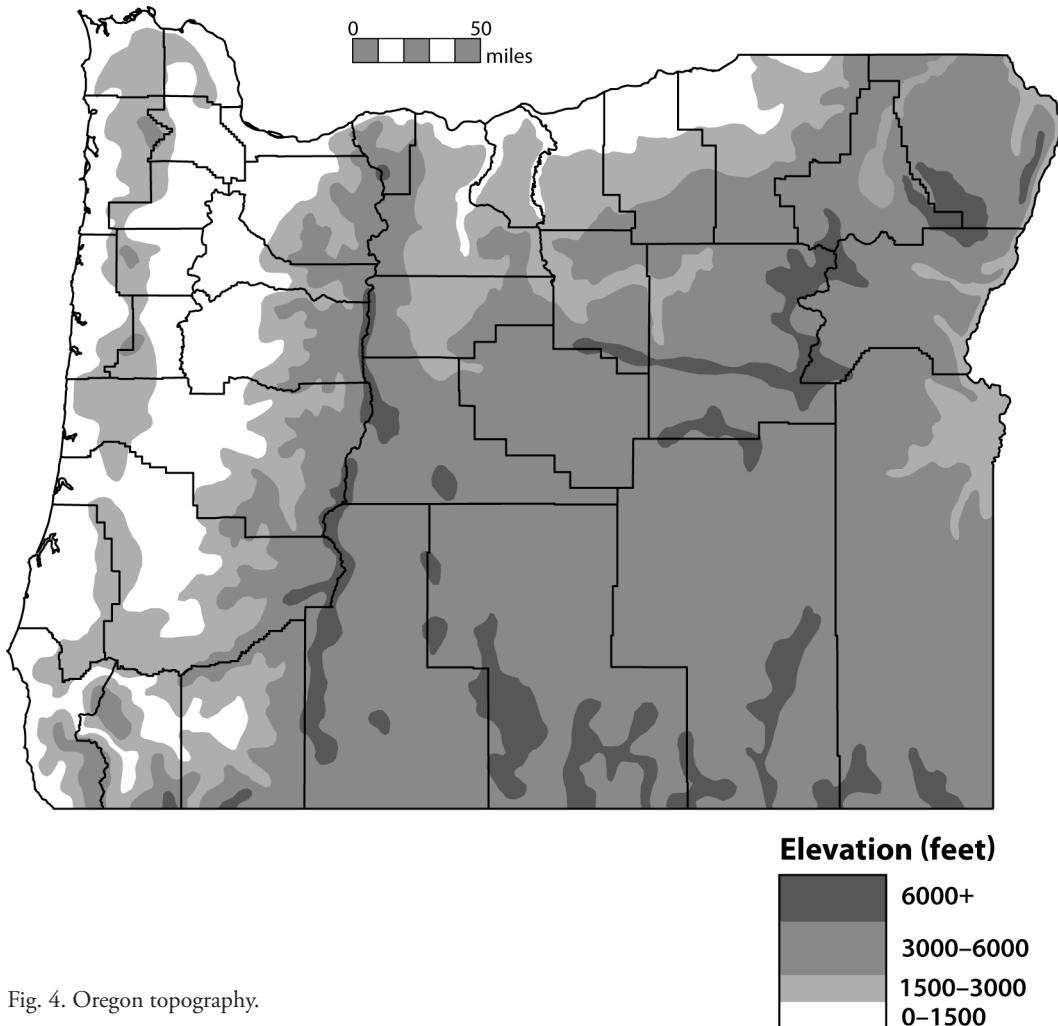 0 50
miles
Elevation (feet)
6000+
3000–6000
1500–3000
0–1500
Fig. 4. Oregon topography.